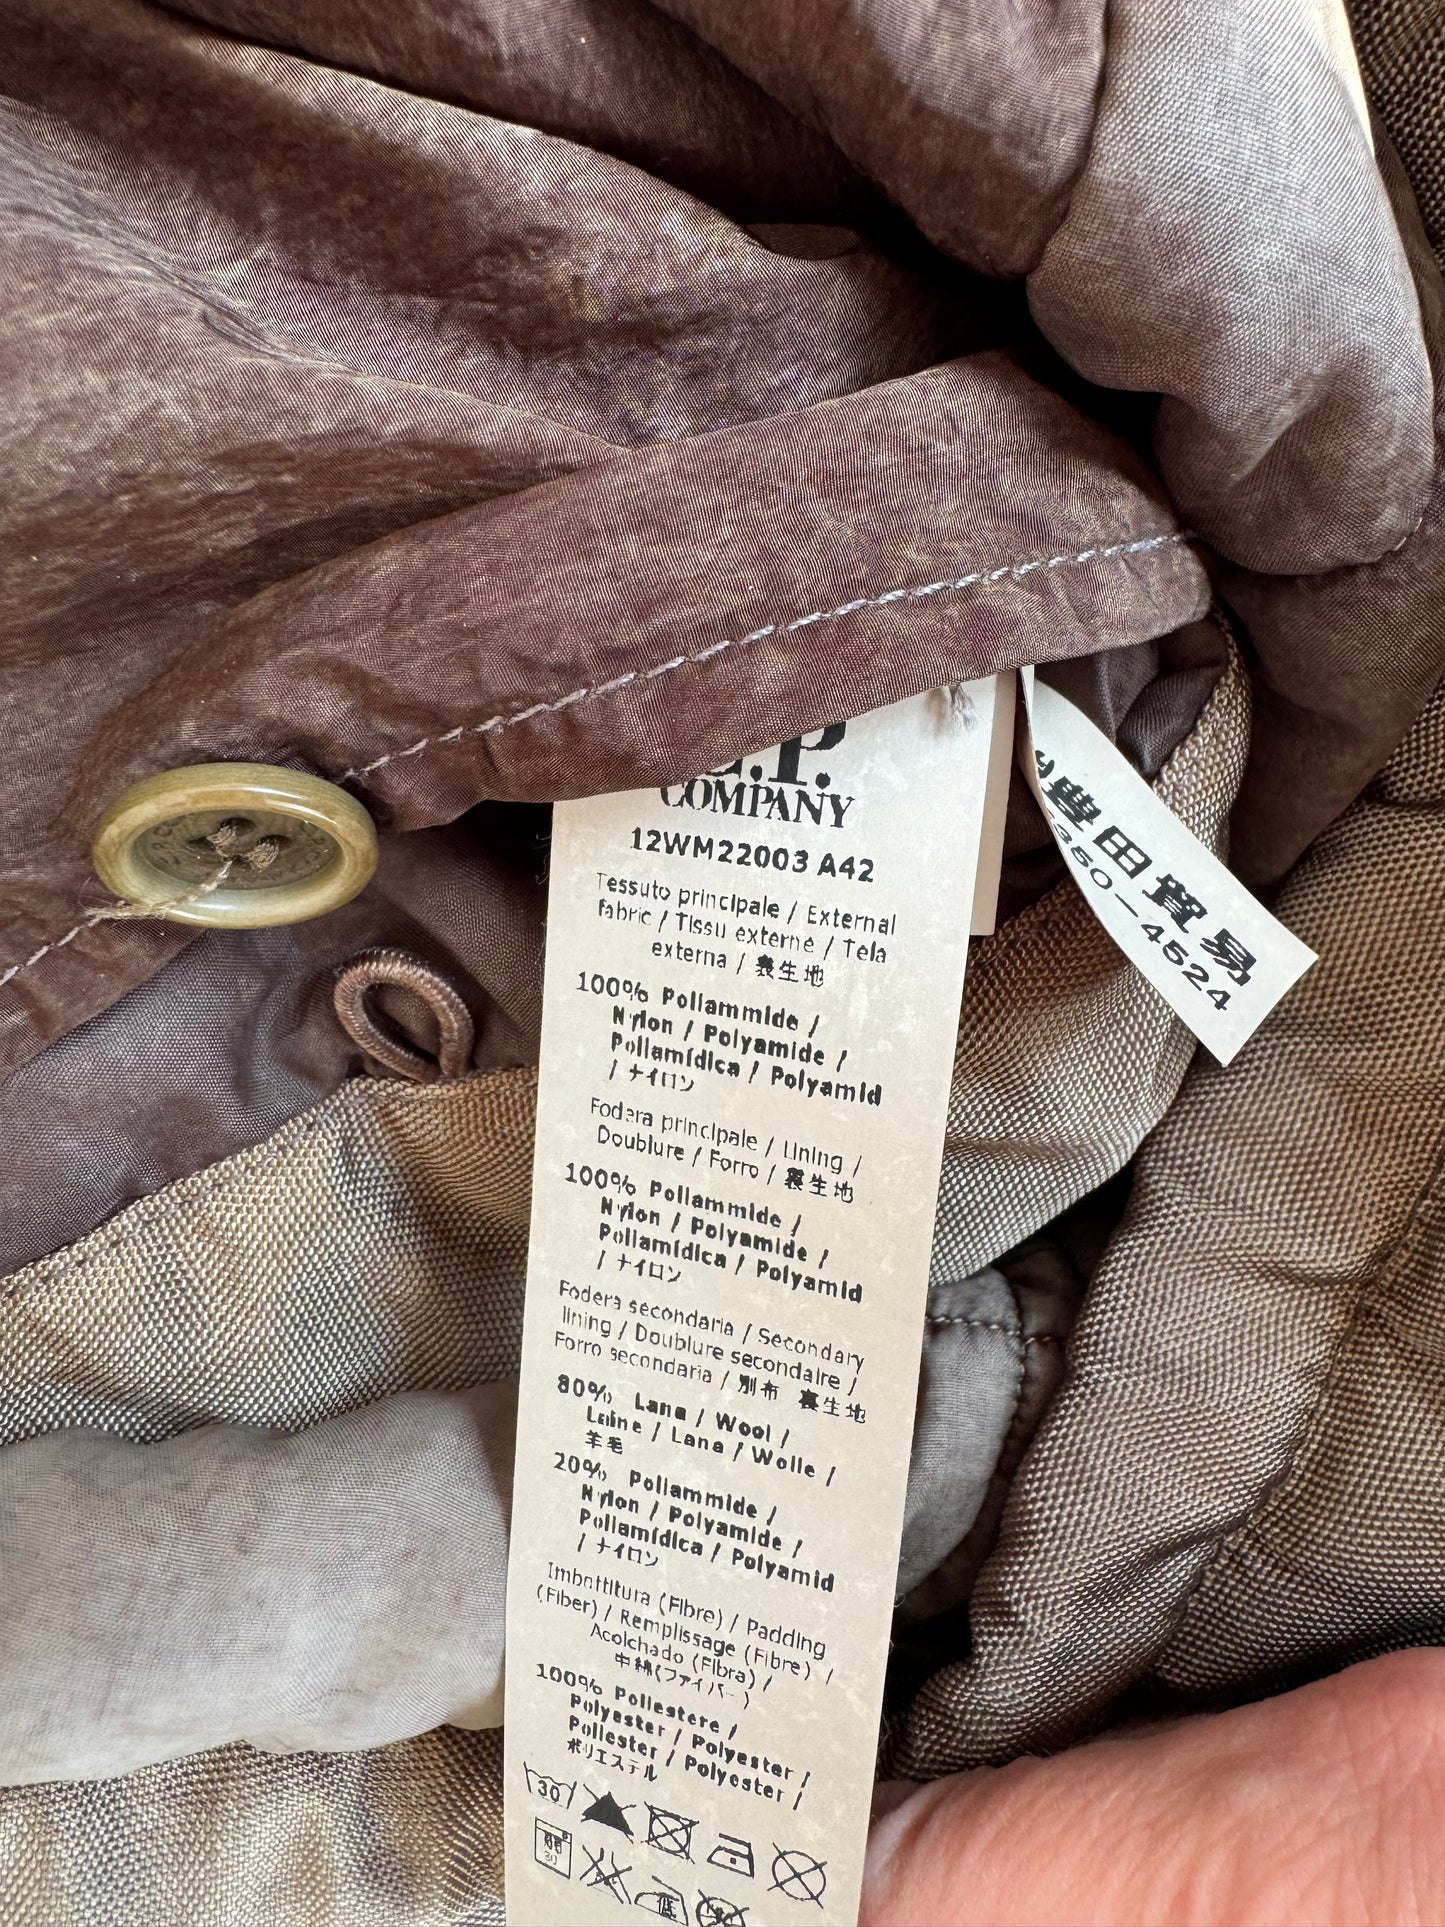 C.P.
COMPANY
12WM22003 A42
Tessuto principale / External
fabric / Tissu externe / Tela
externa / 表生地
100% Poliammide /
Nylon / Polyamide /
Poliamídica / Polyamid
/ ナイロン
Fodera principale / Lining /
Doublure / Forro / 裏生地
100% Poliammide /
Nylon / Polyamide /
Poliamídica / Polyamid
/ ナイロン
Fodera secondaria / Secondary
lining / Doublure secondaire /
Forro secondaria / 別布 裏生地
80% Lana / Wool /
Laine / Lana / Wolle /
羊毛
20% Poliammide /
Nylon / Polyamide /
Poliamídica / Polyamid
/ ナイロン
Imbottitura (Fibre) / Padding
(Fiber) / Remplissage (Fibre) /
Acolchado (Fibra) /
中綿(ファイバー)
100% Poliestere /
Polyester / Polyester /
Poliester / Polyester /
ポリエステル
30
30
低
豊田貿易
350-4524